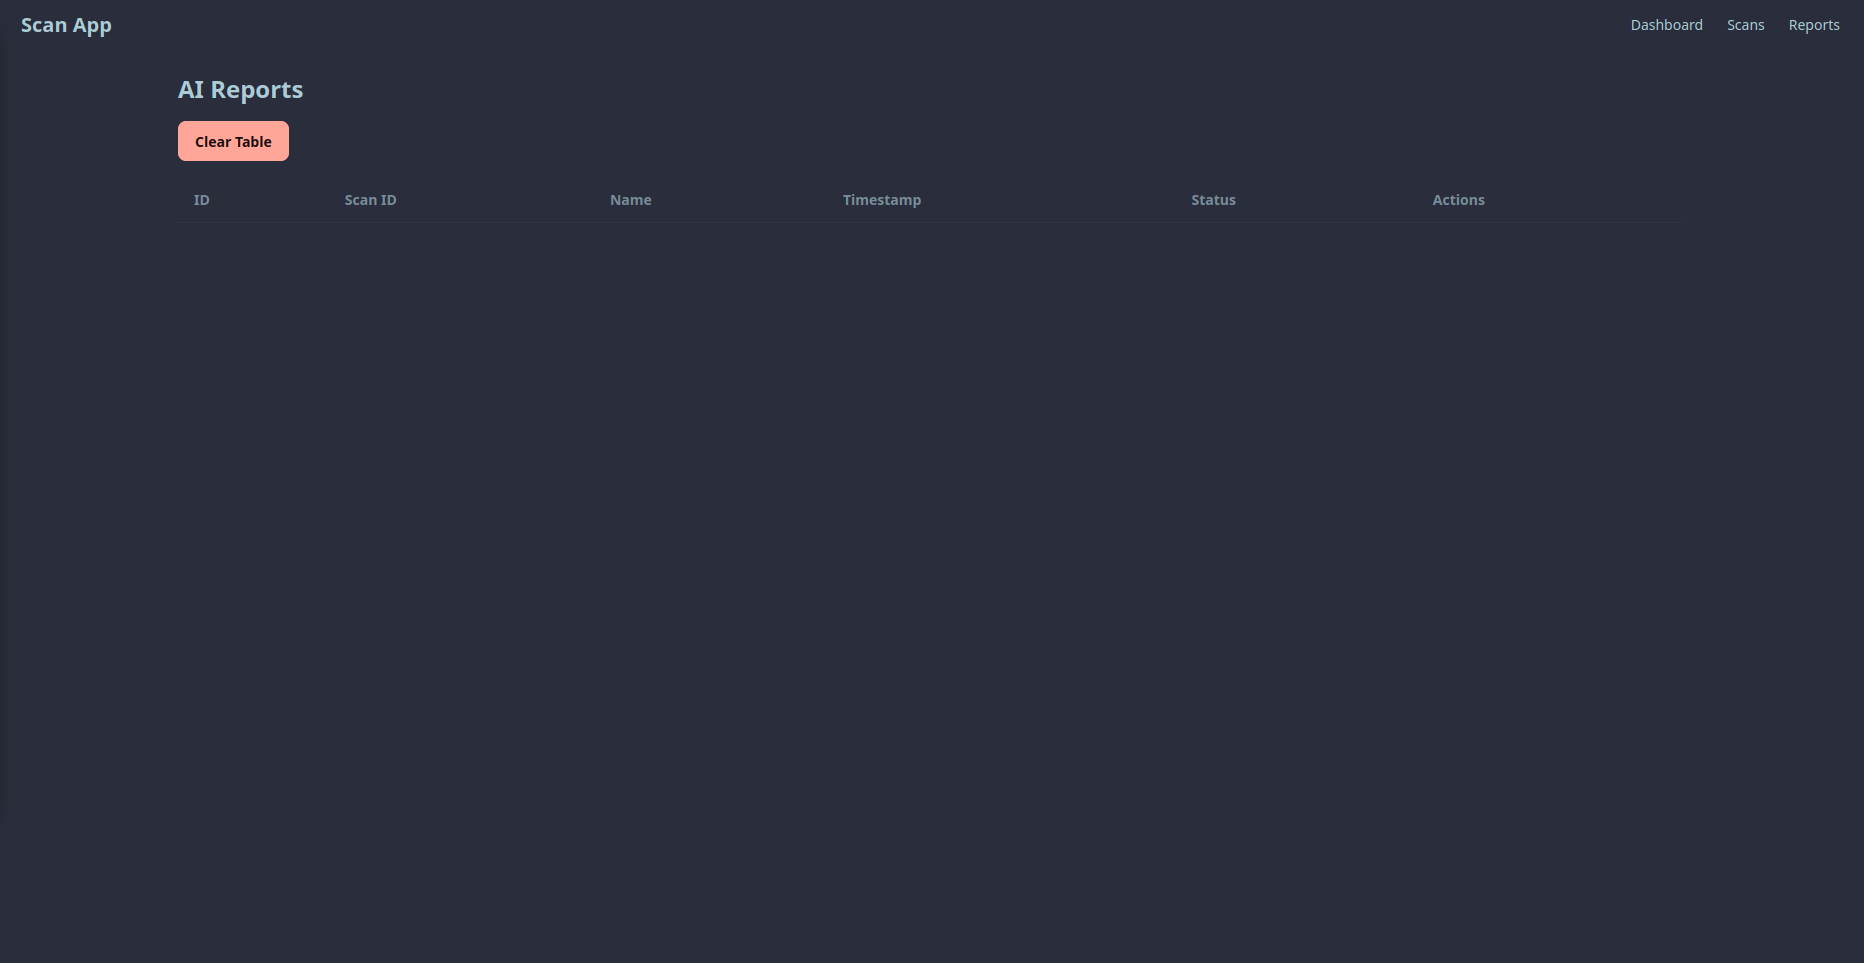 Scan App Dashboard Scans Reports
AI Reports
Clear Table
ID Scan ID Name Timestamp Status Actions